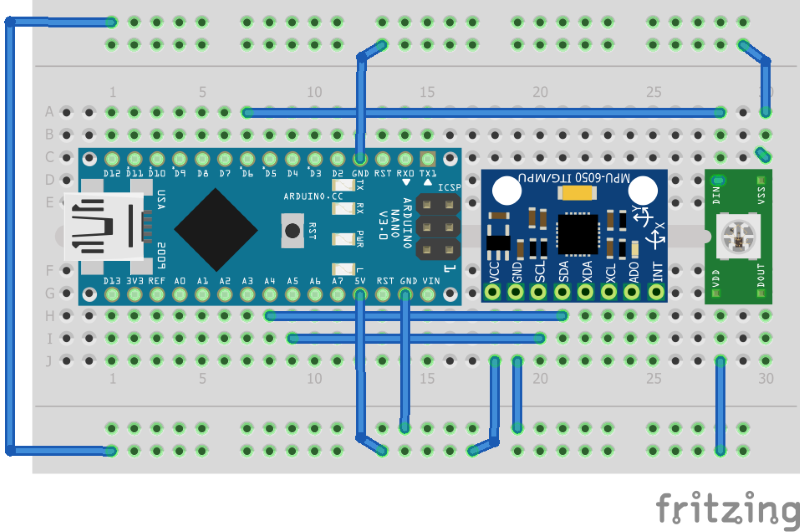 1 5 10 15 20 25 30
A
B
C
D
E
F
G
H
I
J
D12 D11 D10 D9 D8 D7 D6 D5 D4 D3 D2 GND RST RX0 TX1
TX
RX
PWR
L
ARDUINO.CC
RST
ICSP
ARDUINO
NANO
V3.0
1
USA
2009
D13 3V3 REF A0 A1 A2 A3 A4 A5 A6 A7 5V RST GND VIN
MPU-6050 ITG/MPU
Y
X
VCC
GND
SCL
SDA
XDA
XCL
ADO
INT
DIN
VSS
VDD
DOUT
1 5 10 15 20 25 30
fritzing